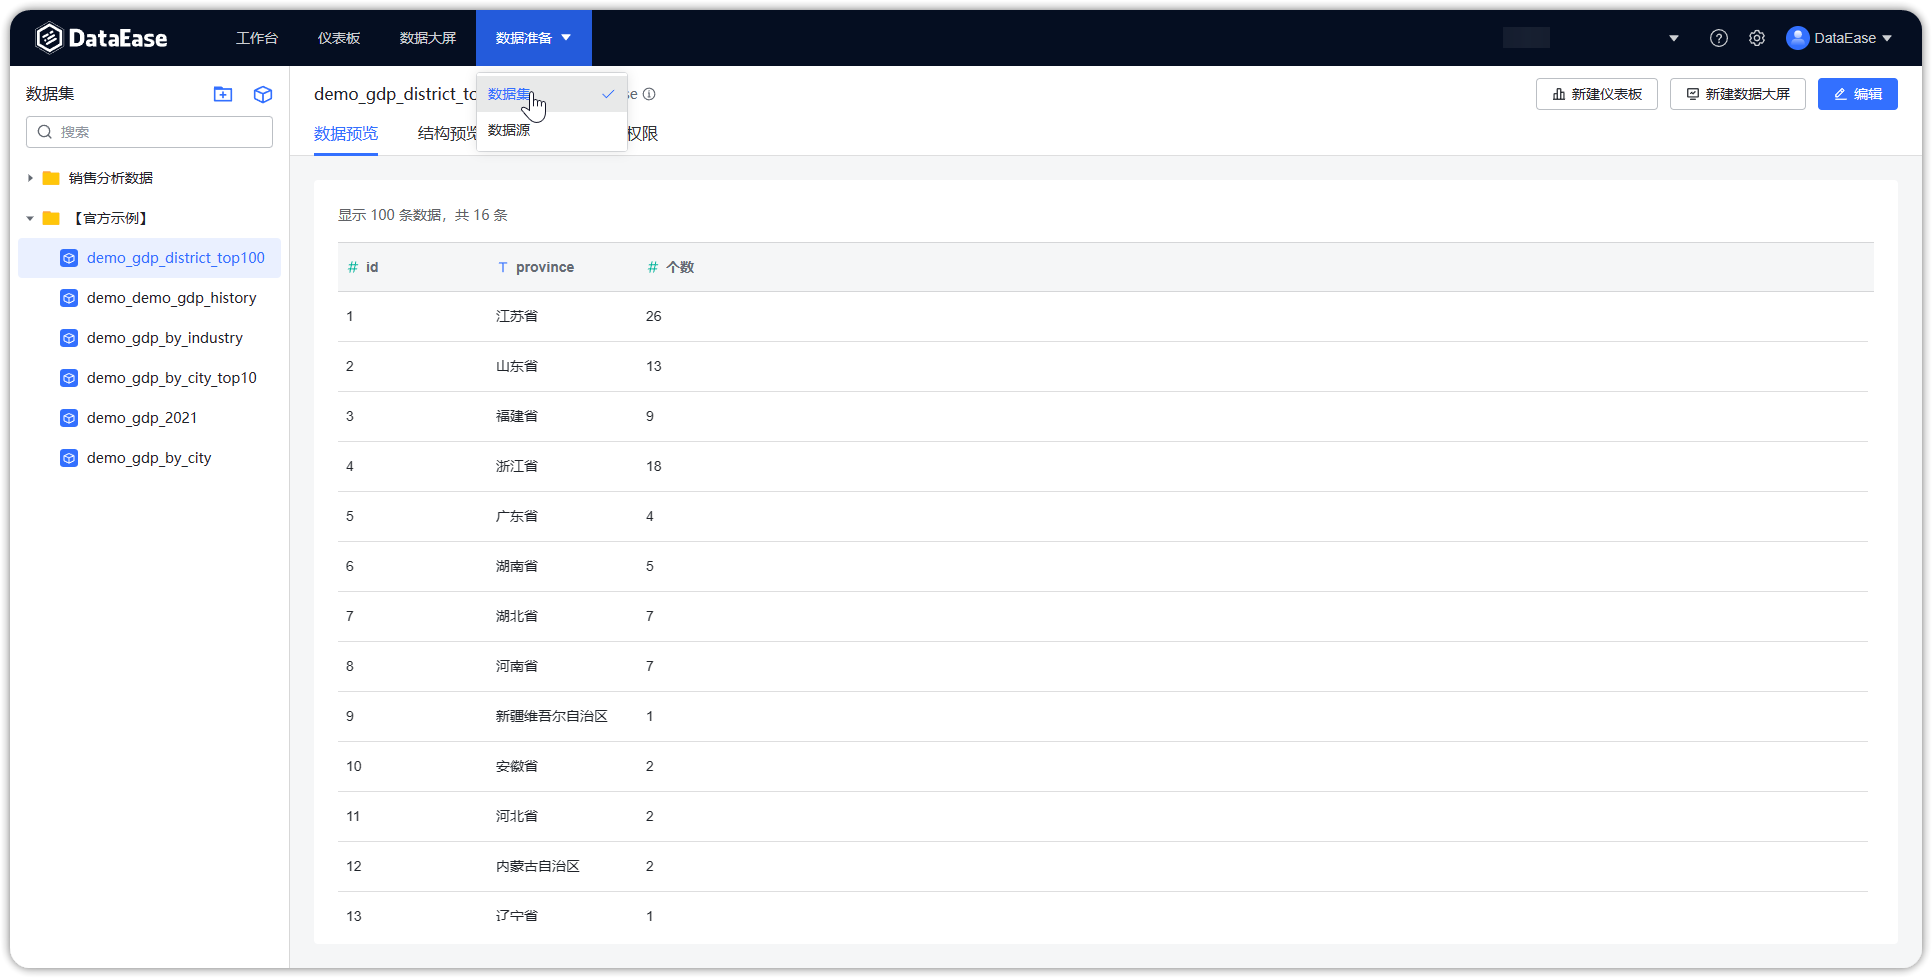 DataEase 工作台 仪表板 数据大屏 数据准备 DataEase
数据集
搜索
销售分析数据
【官方示例】
demo_gdp_district_top100
demo_demo_gdp_history
demo_gdp_by_industry
demo_gdp_by_city_top10
demo_gdp_2021
demo_gdp_by_city
demo_gdp_district_to
数据集
数据源
新建仪表板 新建数据大屏 编辑
数据预览 结构预览 权限
显示 100 条数据，共 16 条
# id T province # 个数
1 江苏省 26
2 山东省 13
3 福建省 9
4 浙江省 18
5 广东省 4
6 湖南省 5
7 湖北省 7
8 河南省 7
9 新疆维吾尔自治区 1
10 安徽省 2
11 河北省 2
12 内蒙古自治区 2
13 辽宁省 1